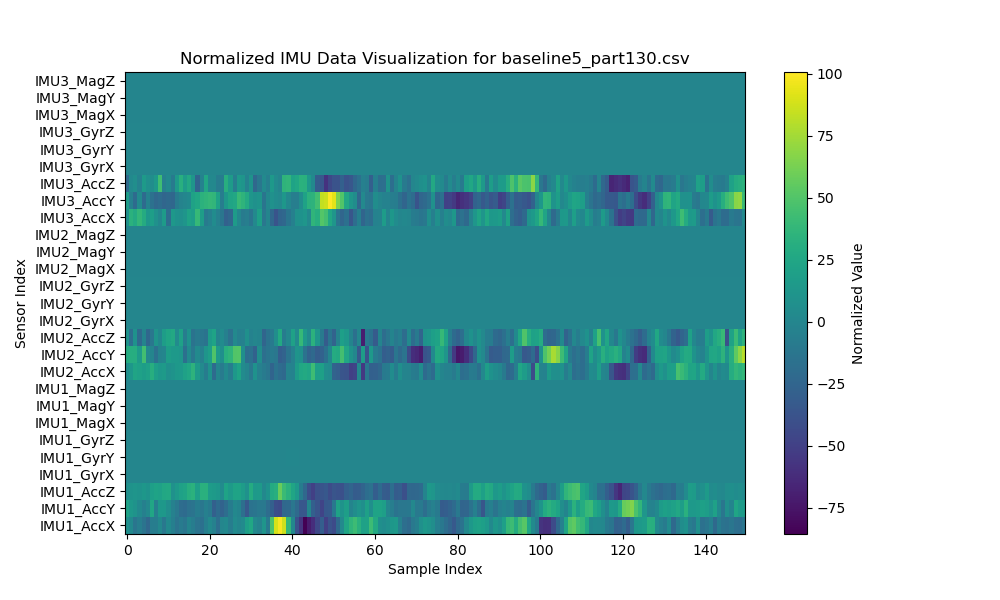 Normalized IMU Data Visualization for baseline5_part130.csv
IMU3_MagZ
IMU3_MagY
IMU3_MagX
IMU3_GyrZ
IMU3_GyrY
IMU3_GyrX
IMU3_AccZ
IMU3_AccY
IMU3_AccX
IMU2_MagZ
IMU2_MagY
IMU2_MagX
IMU2_GyrZ
IMU2_GyrY
IMU2_GyrX
IMU2_AccZ
IMU2_AccY
IMU2_AccX
IMU1_MagZ
IMU1_MagY
IMU1_MagX
IMU1_GyrZ
IMU1_GyrY
IMU1_GyrX
IMU1_AccZ
IMU1_AccY
IMU1_AccX
Sensor Index
0 20 40 60 80 100 120 140
Sample Index
100
75
50
25
0
−25
−50
−75
Normalized Value